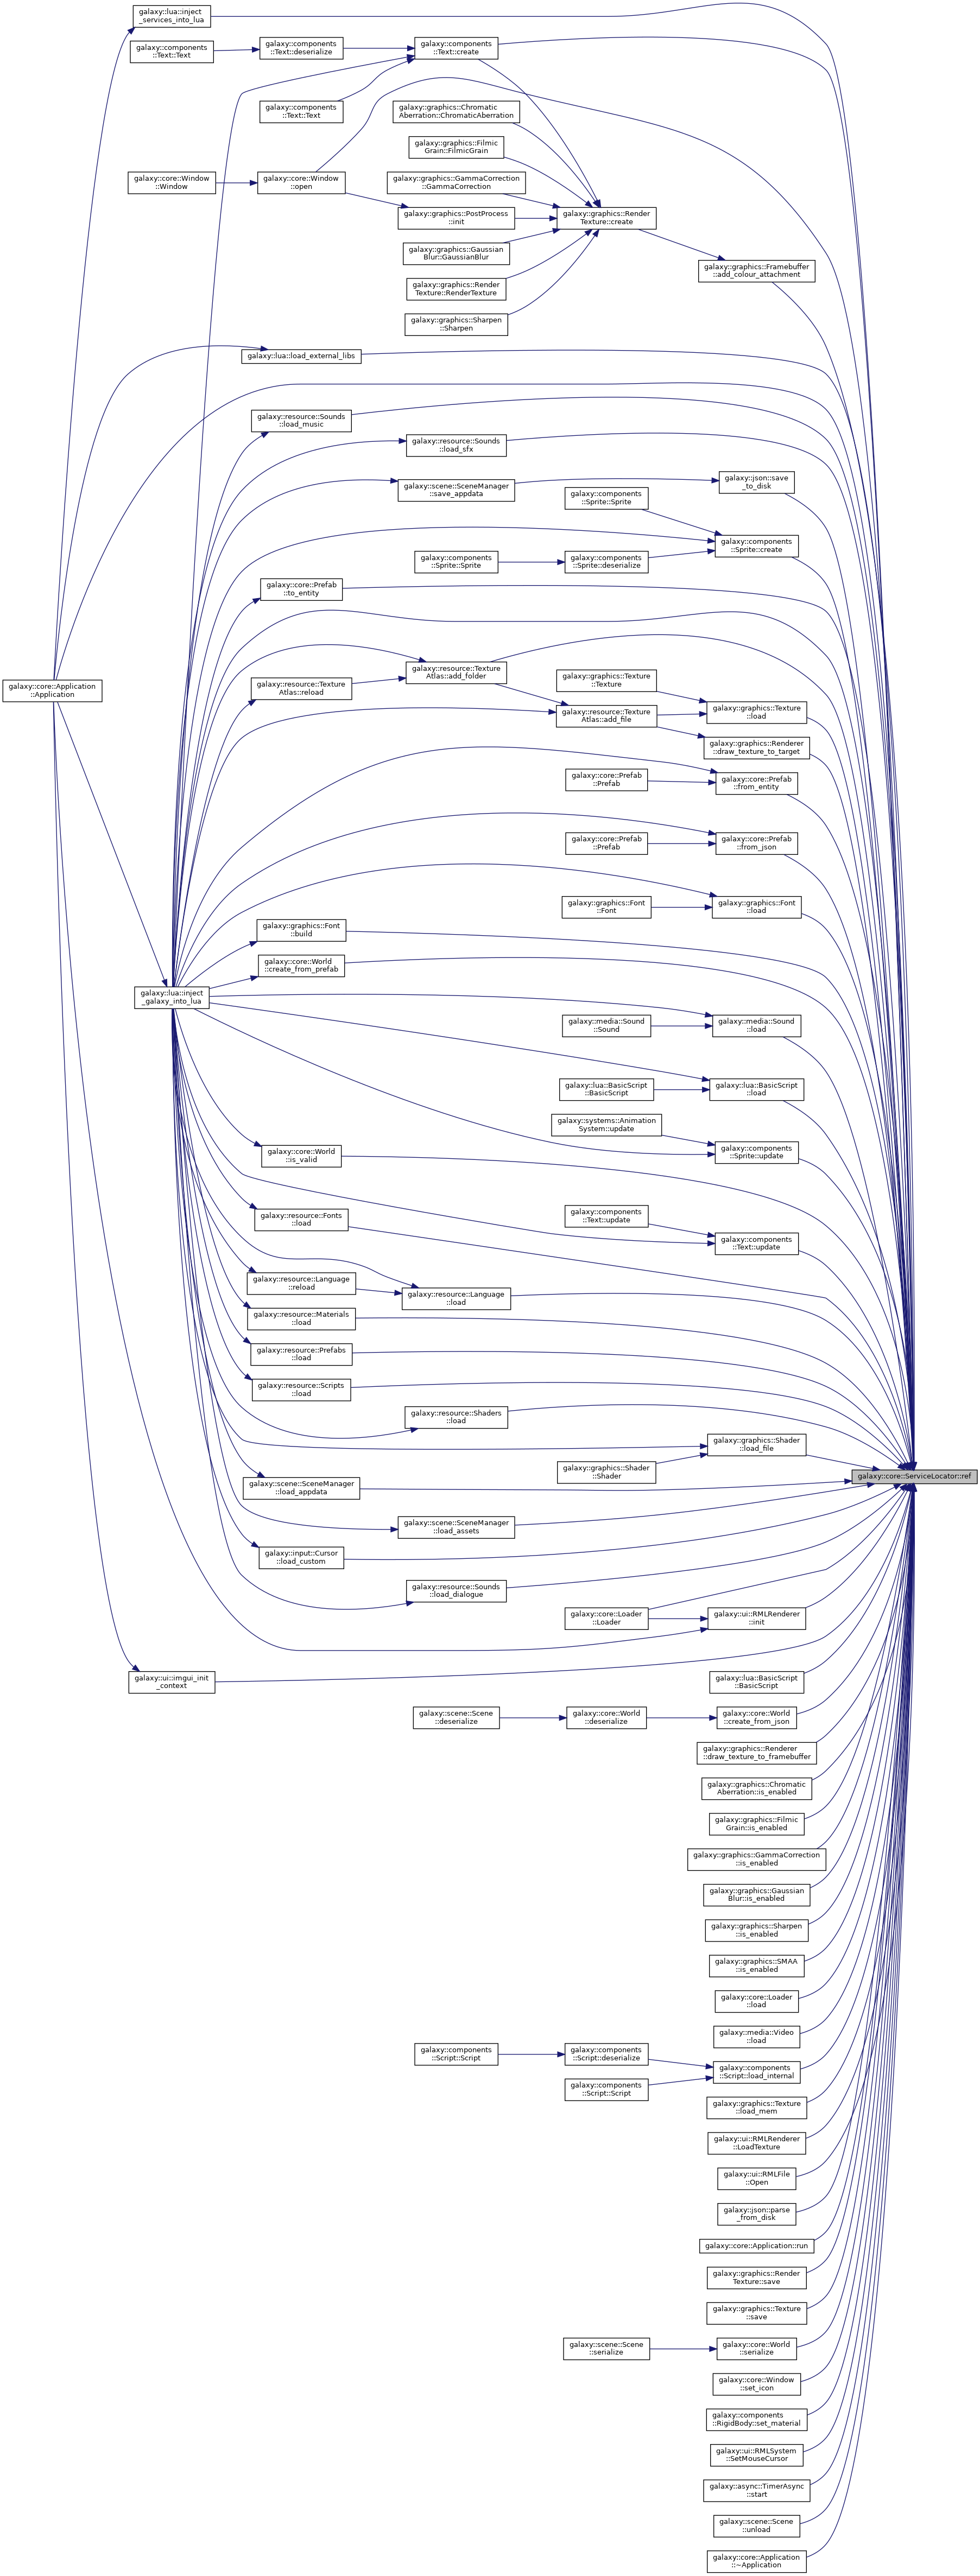 galaxy::lua::inject
_services_into_lua
galaxy::components
::Text::Text
galaxy::components
::Text::deserialize
galaxy::components
::Text::create
galaxy::components
::Text::Text
galaxy::graphics::Chromatic
Aberration::ChromaticAberration
galaxy::graphics::Filmic
Grain::FilmicGrain
galaxy::core::Window
::Window
galaxy::core::Window
::open
galaxy::graphics::GammaCorrection
::GammaCorrection
galaxy::graphics::PostProcess
::init
galaxy::graphics::Render
Texture::create
galaxy::graphics::Gaussian
Blur::GaussianBlur
galaxy::graphics::Framebuffer
::add_colour_attachment
galaxy::graphics::Render
Texture::RenderTexture
galaxy::graphics::Sharpen
::Sharpen
galaxy::lua::load_external_libs
galaxy::resource::Sounds
::load_music
galaxy::resource::Sounds
::load_sfx
galaxy::scene::SceneManager
::save_appdata
galaxy::json::save
_to_disk
galaxy::components
::Sprite::Sprite
galaxy::components
::Sprite::create
galaxy::components
::Sprite::Sprite
galaxy::components
::Sprite::deserialize
galaxy::core::Prefab
::to_entity
galaxy::core::Application
::Application
galaxy::resource::Texture
Atlas::reload
galaxy::resource::Texture
Atlas::add_folder
galaxy::graphics::Texture
::Texture
galaxy::resource::Texture
Atlas::add_file
galaxy::graphics::Texture
::load
galaxy::graphics::Renderer
::draw_texture_to_target
galaxy::core::Prefab
::Prefab
galaxy::core::Prefab
::from_entity
galaxy::core::Prefab
::Prefab
galaxy::core::Prefab
::from_json
galaxy::graphics::Font
::Font
galaxy::graphics::Font
::load
galaxy::graphics::Font
::build
galaxy::core::World
::create_from_prefab
galaxy::lua::inject
_galaxy_into_lua
galaxy::media::Sound
::Sound
galaxy::media::Sound
::load
galaxy::lua::BasicScript
::BasicScript
galaxy::lua::BasicScript
::load
galaxy::systems::Animation
System::update
galaxy::components
::Sprite::update
galaxy::core::World
::is_valid
galaxy::resource::Fonts
::load
galaxy::components
::Text::update
galaxy::components
::Text::update
galaxy::resource::Language
::reload
galaxy::resource::Language
::load
galaxy::resource::Materials
::load
galaxy::resource::Prefabs
::load
galaxy::resource::Scripts
::load
galaxy::resource::Shaders
::load
galaxy::graphics::Shader
::load_file
galaxy::graphics::Shader
::Shader
galaxy::core::ServiceLocator::ref
galaxy::scene::SceneManager
::load_appdata
galaxy::scene::SceneManager
::load_assets
galaxy::input::Cursor
::load_custom
galaxy::resource::Sounds
::load_dialogue
galaxy::core::Loader
::Loader
galaxy::ui::RMLRenderer
::init
galaxy::ui::imgui_init
_context
galaxy::lua::BasicScript
::BasicScript
galaxy::scene::Scene
::deserialize
galaxy::core::World
::deserialize
galaxy::core::World
::create_from_json
galaxy::graphics::Renderer
::draw_texture_to_framebuffer
galaxy::graphics::Chromatic
Aberration::is_enabled
galaxy::graphics::Filmic
Grain::is_enabled
galaxy::graphics::GammaCorrection
::is_enabled
galaxy::graphics::Gaussian
Blur::is_enabled
galaxy::graphics::Sharpen
::is_enabled
galaxy::graphics::SMAA
::is_enabled
galaxy::core::Loader
::load
galaxy::media::Video
::load
galaxy::components
::Script::Script
galaxy::components
::Script::deserialize
galaxy::components
::Script::load_internal
galaxy::components
::Script::Script
galaxy::graphics::Texture
::load_mem
galaxy::ui::RMLRenderer
::LoadTexture
galaxy::ui::RMLFile
::Open
galaxy::json::parse
_from_disk
galaxy::core::Application::run
galaxy::graphics::Render
Texture::save
galaxy::graphics::Texture
::save
galaxy::scene::Scene
::serialize
galaxy::core::World
::serialize
galaxy::core::Window
::set_icon
galaxy::components
::RigidBody::set_material
galaxy::ui::RMLSystem
::SetMouseCursor
galaxy::async::TimerAsync
::start
galaxy::scene::Scene
::unload
galaxy::core::Application
::~Application